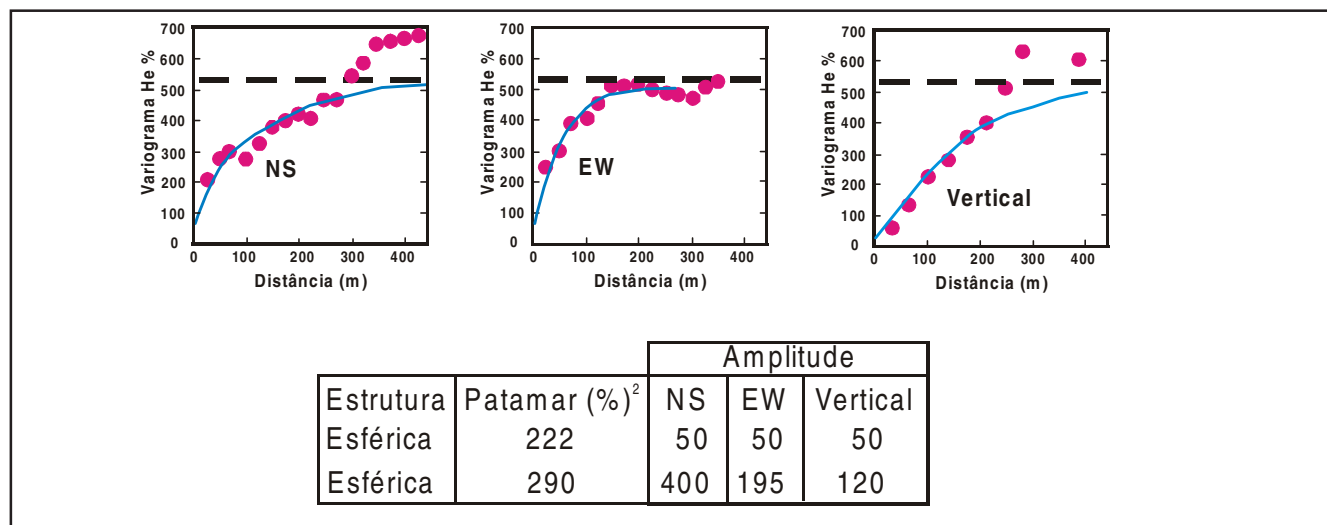 700
600
500
400
300
200
100
0
Variograma He %
NS
0 100 200 300 400
Distância (m)
700
600
500
400
300
200
100
0
Variograma He %
EW
0 100 200 300 400
Distância (m)
700
600
500
400
300
200
100
0
Variograma He %
Vertical
0 100 200 300 400
Distância (m)
Amplitude
Estrutura Patamar (%)² NS EW Vertical
Esférica 222 50 50 50
Esférica 290 400 195 120